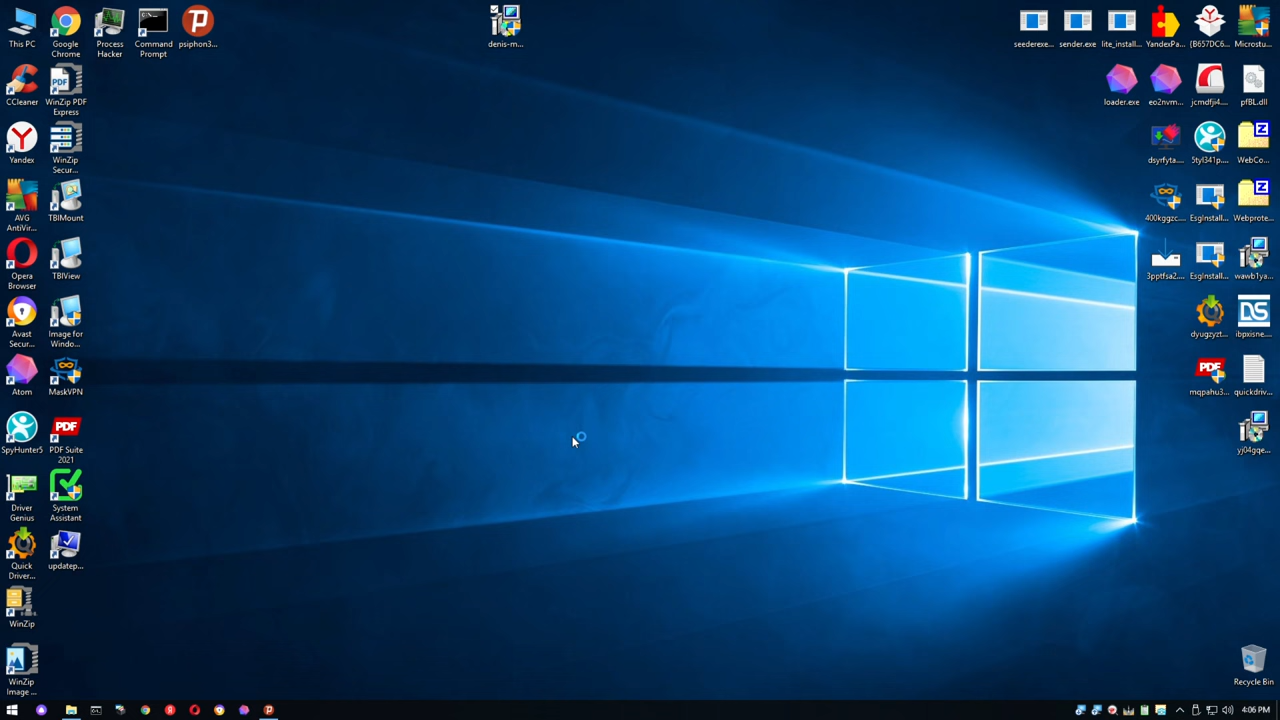 This PC
Google
Chrome
Process
Hacker
Command
Prompt
psiphon3...
denis-m...
seederexe...
sender.exe
lite_install...
YandexPa...
{B657DC6...
Microstu...
CCleaner
WinZip PDF
Express
loader.exe
eo2nvm...
jcmdfji4...
pfBL.dll
Yandex
WinZip
Secur...
dsyrfyta...
5tyl341p...
WebCo...
AVG
AntiVir...
TBIMount
400kggzc...
EsgInstall...
Webprote...
Opera
Browser
TBIView
3pptfsa2...
EsgInstall...
wawb1ya...
Avast
Secur...
Image for
Windo...
dyugzyzt...
ibpxisne...
Atom
MaskVPN
mqpahu3...
quickdriv...
SpyHunter5
PDF Suite
2021
yj04gqe...
Driver
Genius
System
Assistant
Quick
Driver...
updatep...
WinZip
WinZip
Image ...
Recycle Bin
4:06 PM